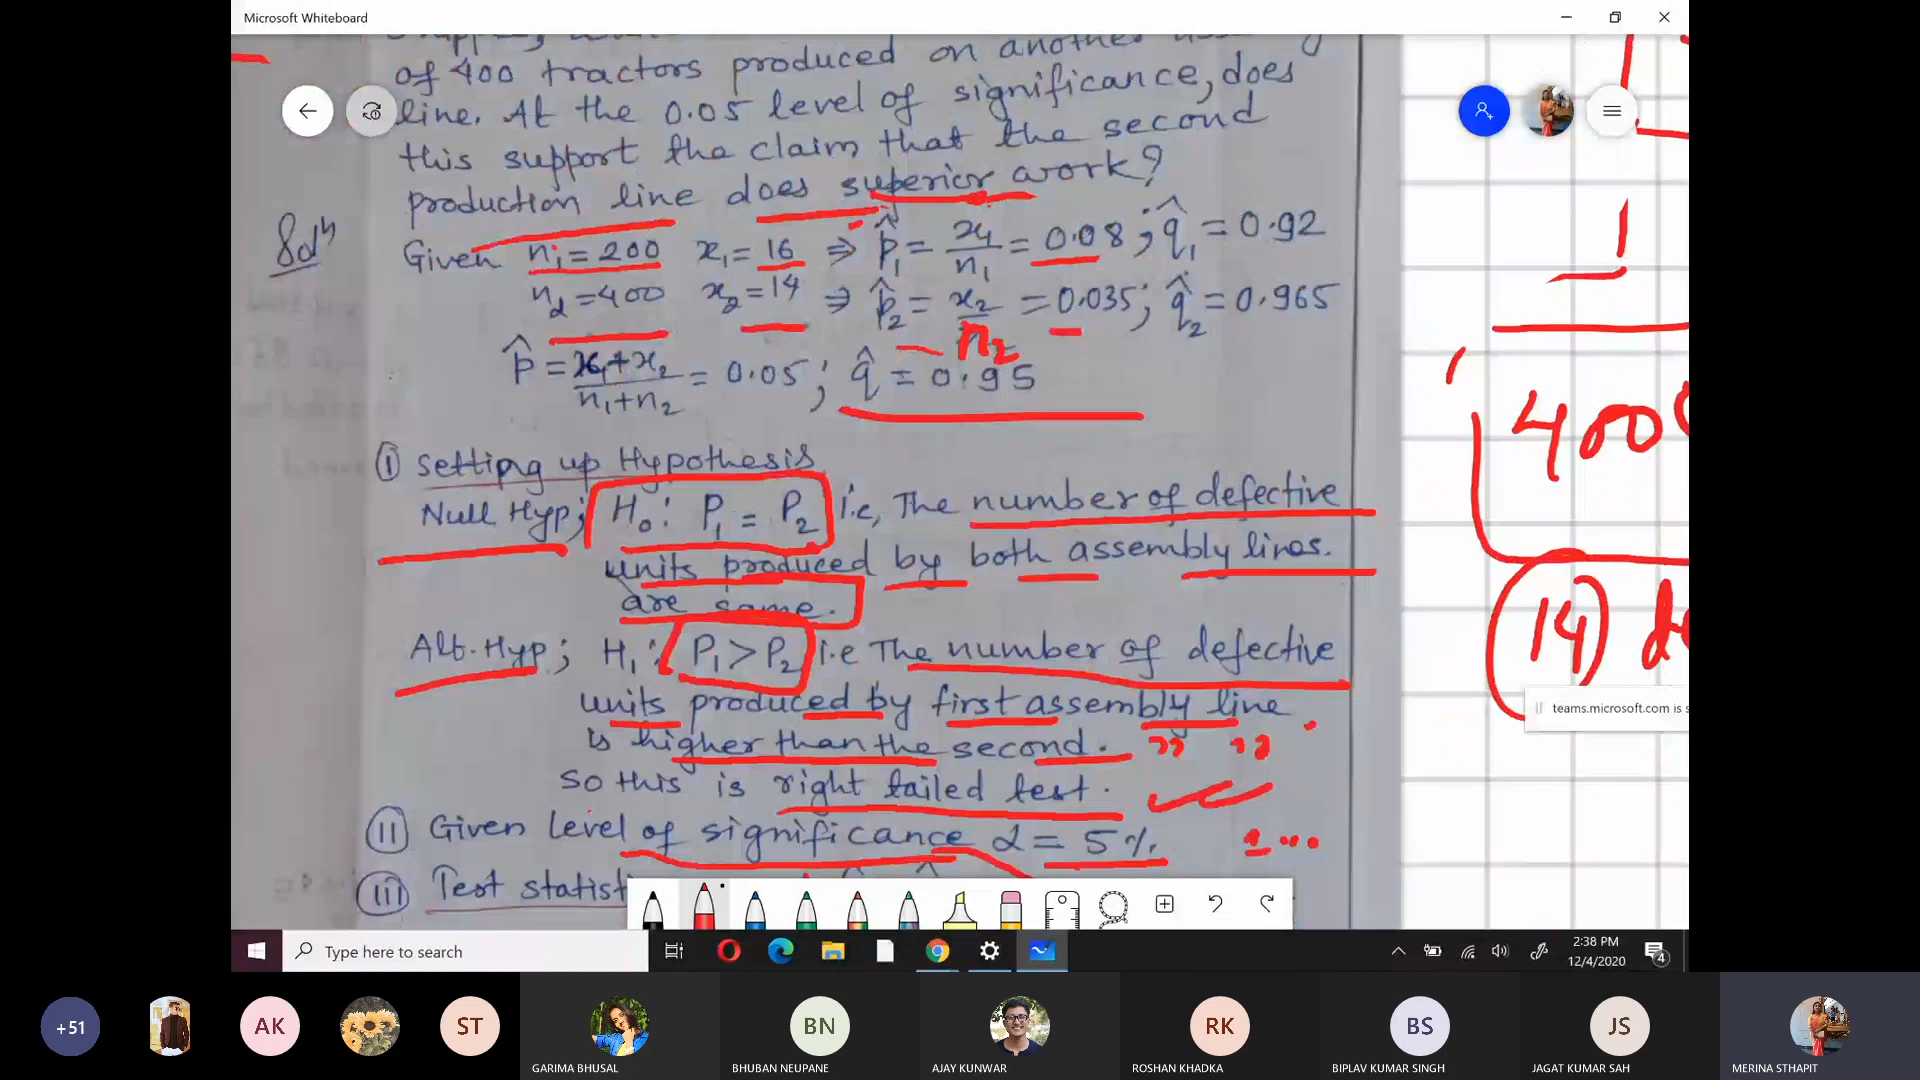 Microsoft Whiteboard
of 400 tractors produced on another
line. At the 0.05 level of significance, does
this support the claim that the second
production line does superior work?
Solⁿ
Given n₁ = 200 x₁ = 16 ⇒ p̂₁ = x₁/n₁ = 0.08 ; q̂₁ = 0.92
n₂ = 400 x₂ = 14 ⇒ p̂₂ = x₂/n₂ = 0.035 ; q̂₂ = 0.965
p̂ = x₁+x₂/n₁+n₂ = 0.05 ; q̂ = 0.95
① Setting up Hypothesis
Null Hyp; H₀: P₁ = P₂ i.e, The number of defective
units produced by both assembly lines.
are same.
Alt. Hyp; H₁: P₁ > P₂ i.e The number of defective
units produced by first assembly line
is higher than the second.
So this is right tailed test.
(II) Given level of significance α = 5%.
(III) Test statist
400
14
teams.microsoft.com is s
Type here to search
2:38 PM
12/4/2020
4
+51
AK
ST
GARIMA BHUSAL
BN
BHUBAN NEUPANE
AJAY KUNWAR
RK
ROSHAN KHADKA
BS
BIPLAV KUMAR SINGH
JS
JAGAT KUMAR SAH
MERINA STHAPIT